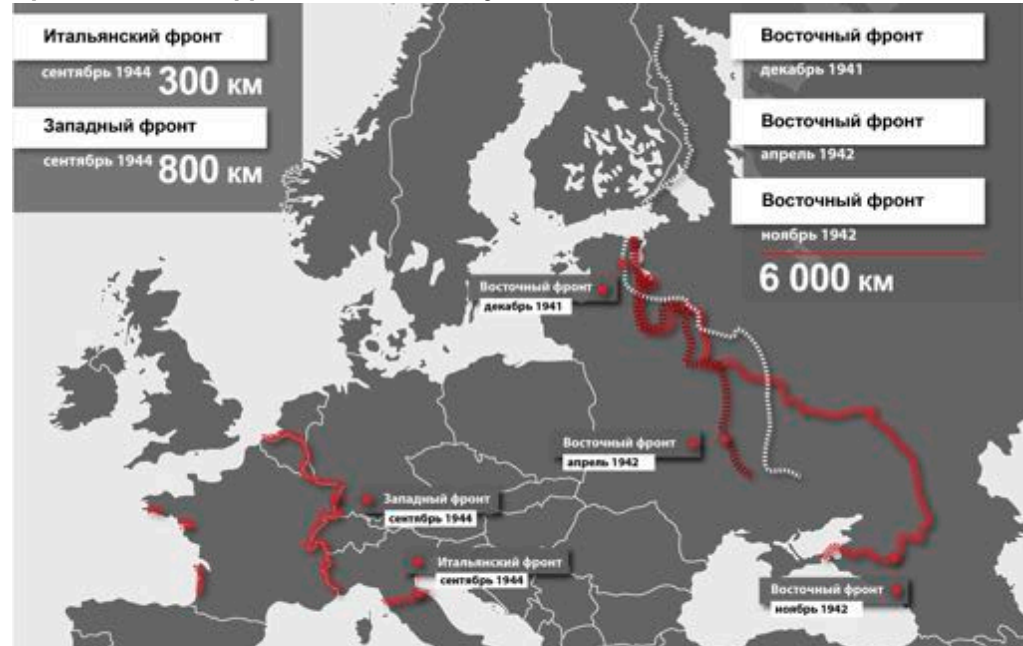 Итальянский фронт
сентябрь 1944 300 км
Западный фронт
сентябрь 1944 800 км
Восточный фронт
декабрь 1941
Восточный фронт
апрель 1942
Восточный фронт
ноябрь 1942
6 000 км
Восточный фронт
декабрь 1941
Восточный фронт
апрель 1942
Западный фронт
сентябрь 1944
Итальянский фронт
сентябрь 1944
Восточный фронт
ноябрь 1942